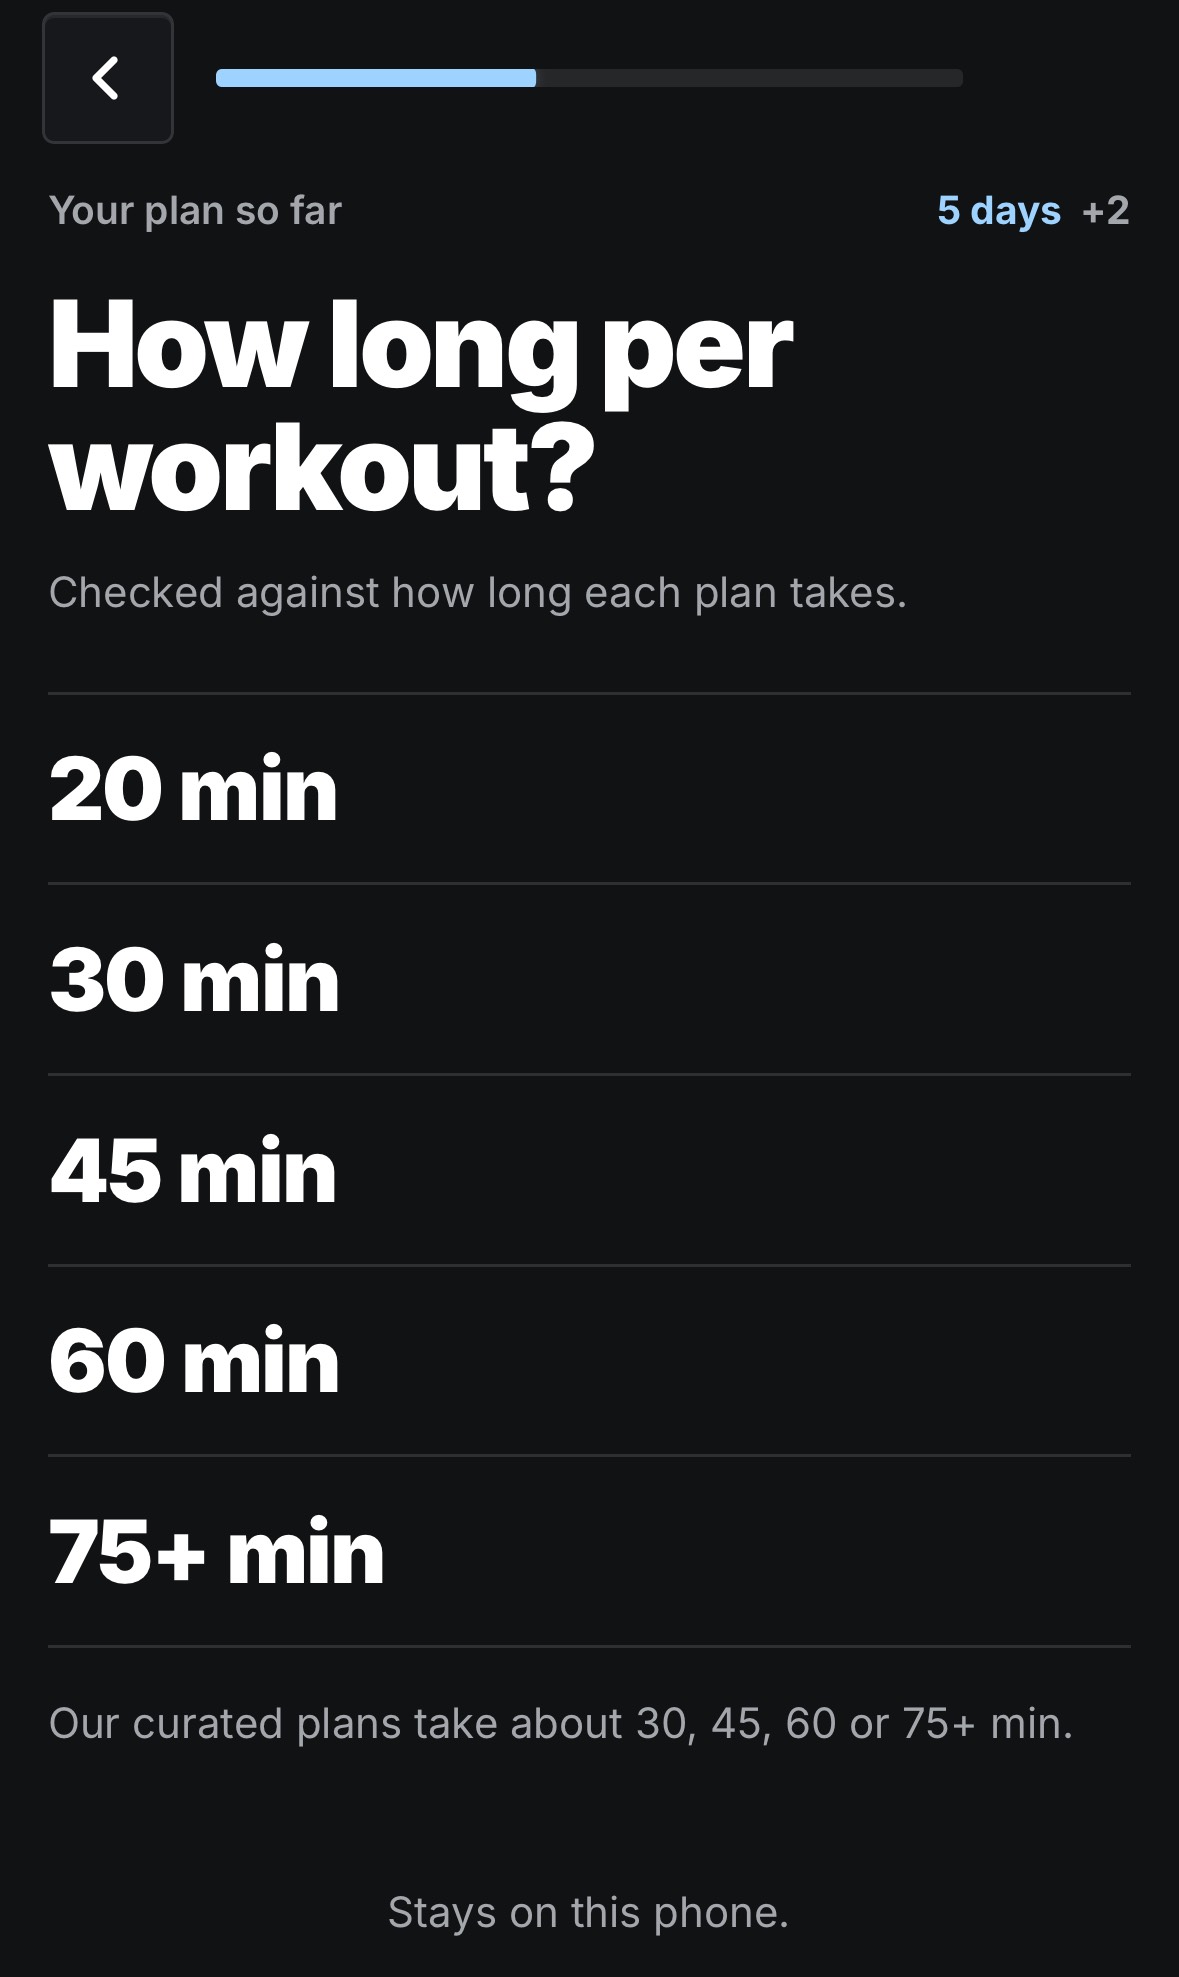 Your plan so far
5 days +2
How long per
workout?
Checked against how long each plan takes.
20 min
30 min
45 min
60 min
75+ min
Our curated plans take about 30, 45, 60 or 75+ min.
Stays on this phone.